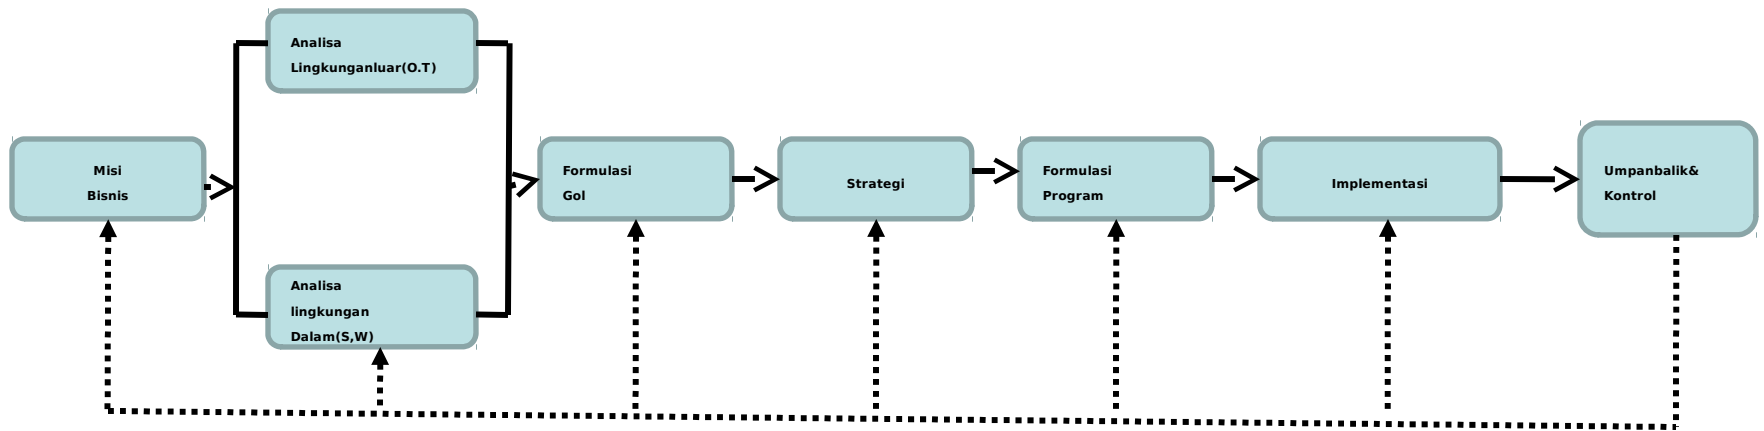 Misi
Bisnis
Analisa
Lingkunganluar(O.T)
Analisa
lingkungan
Dalam(S,W)
Formulasi
Gol
Strategi
Formulasi
Program
Implementasi
Umpanbalik&
Kontrol